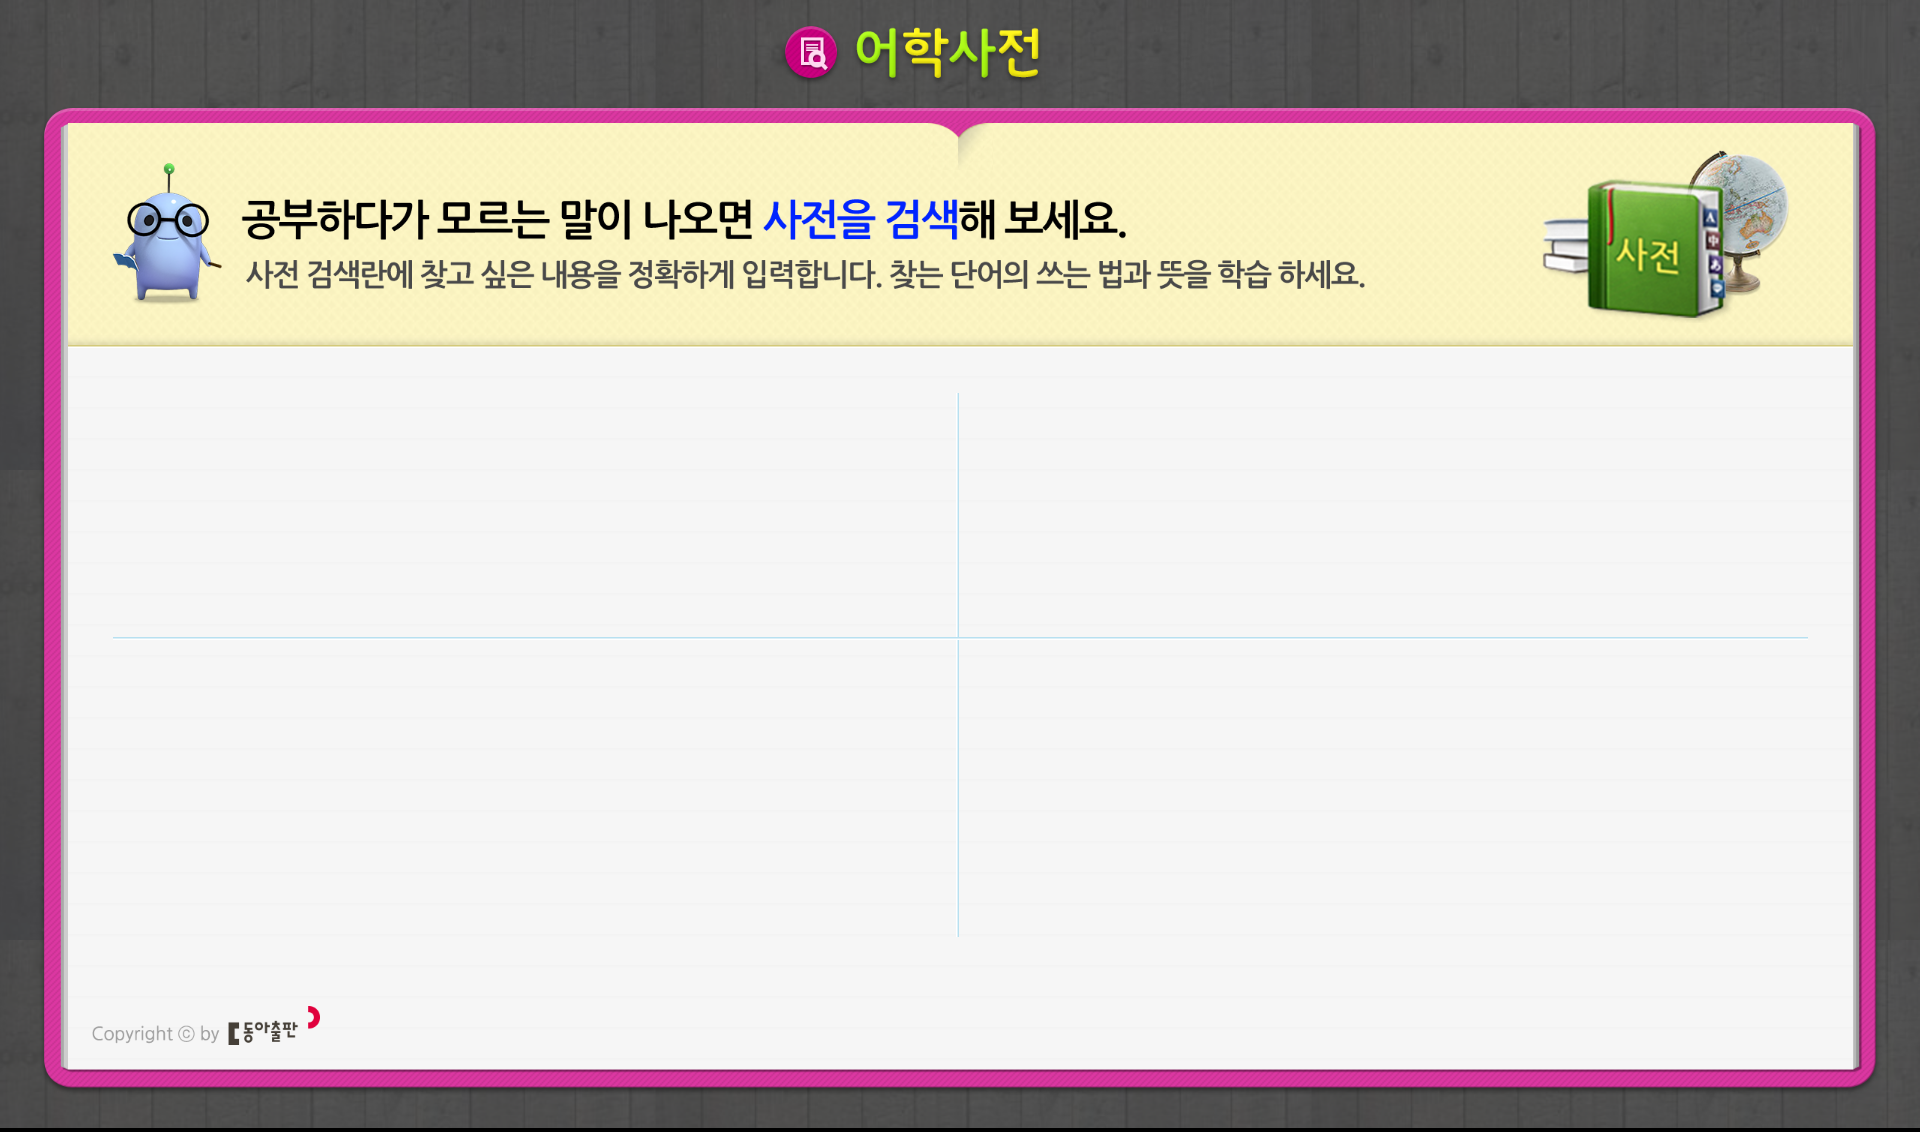 어학사전
공부하다가 모르는 말이 나오면 사전을 검색해 보세요.
사전 검색란에 찾고 싶은 내용을 정확하게 입력합니다. 찾는 단어의 쓰는 법과 뜻을 학습 하세요.
사전
A
中
あ
Copyright ⓒ by 동아출판